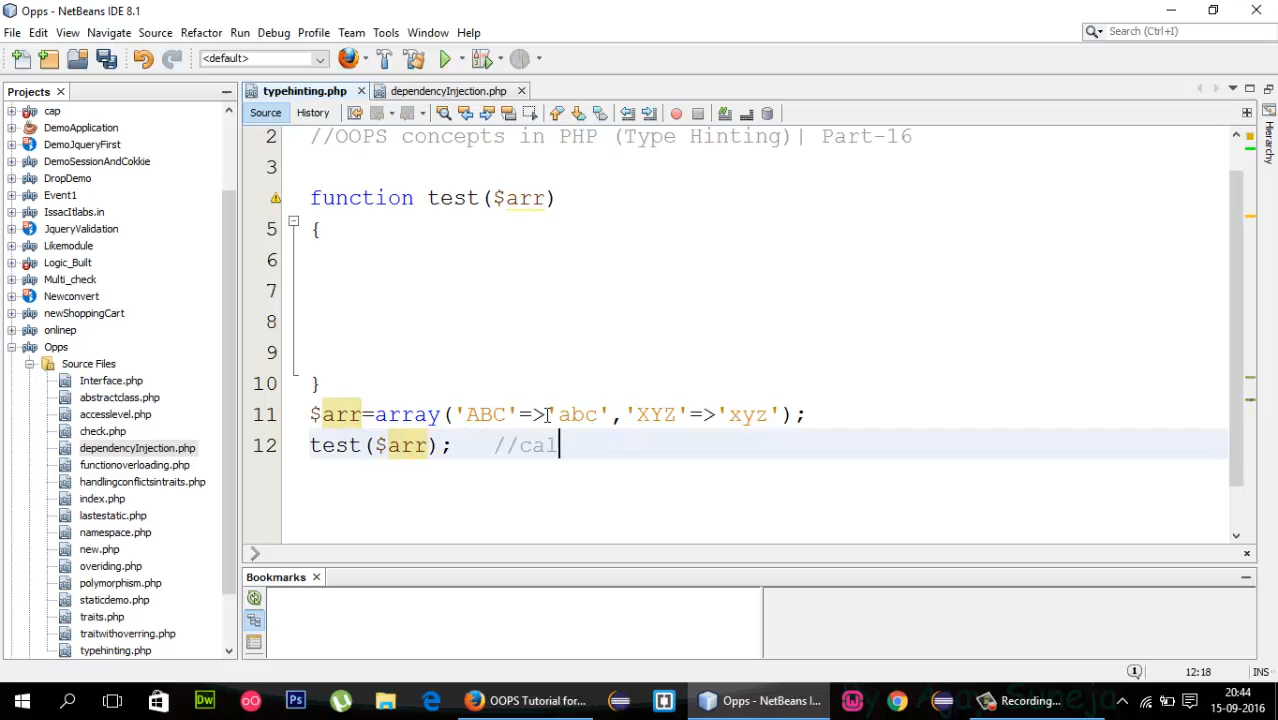 Opps - NetBeans IDE 8.1
File Edit View Navigate Source Refactor Run Debug Profile Team Tools Window Help
Search (Ctrl+I)
<default>
Projects
typehinting.php dependencyInjection.php
Source History
cap
DemoApplication
DemoJqueryFirst
DemoSessionAndCokkie
DropDemo
Event1
IssacItlabs.in
JqueryValidation
Likemodule
Logic_Built
Multi_check
Newconvert
newShoppingCart
onlinep
Opps
Source Files
Interface.php
abstractclass.php
accesslevel.php
check.php
dependencyInjection.php
functionoverloading.php
handlingconflictsintraits.php
index.php
lastestatic.php
namespace.php
new.php
overiding.php
polymorphism.php
staticdemo.php
traits.php
traitwithoverring.php
typehinting.php
2 //OOPS concepts in PHP (Type Hinting)| Part-16
3
function test($arr)
5 {
6
7
8
9
10 }
11 $arr=array('ABC'=>'abc','XYZ'=>'xyz');
12 test($arr); //cal
Hierarchy
Bookmarks
1 12:18 INS
OOPS Tutorial for...
Opps - NetBeans I...
Recording...
20:44
15-09-2016